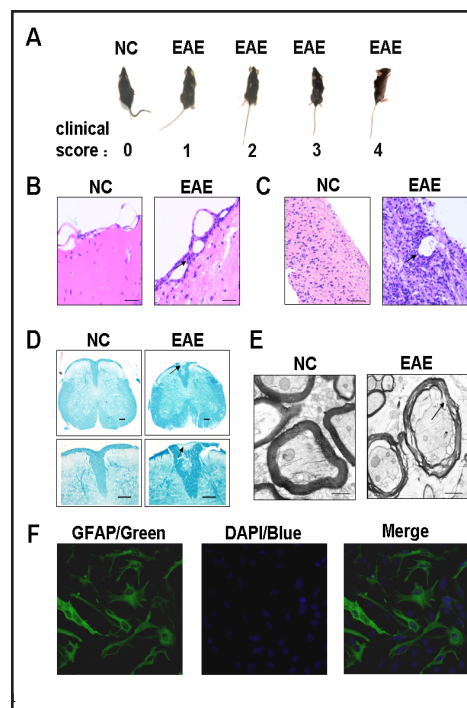 A
NC EAE EAE EAE EAE
clinical
score : 0 1 2 3 4
B NC EAE
C NC EAE
D NC EAE
E NC EAE
F GFAP/Green DAPI/Blue Merge